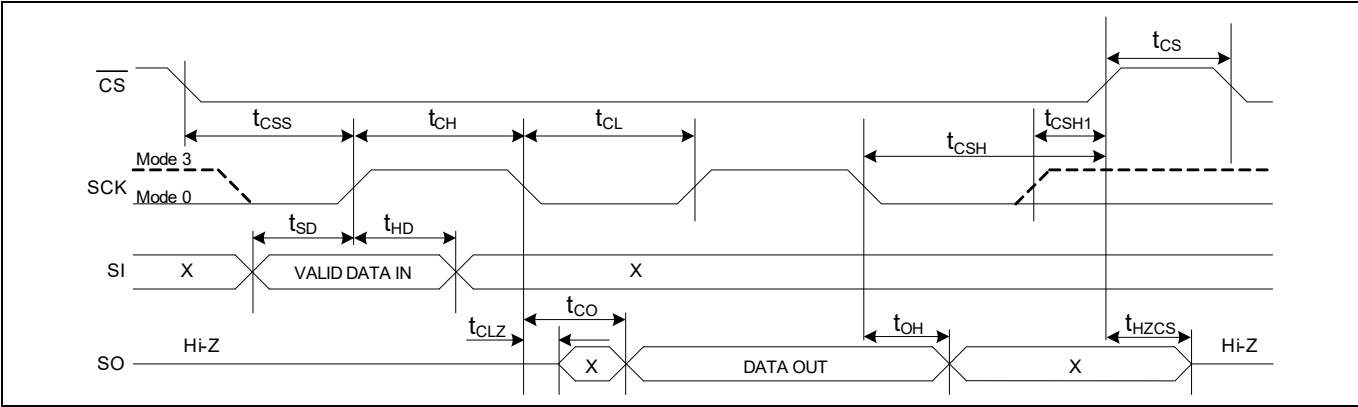 tCS
CS
tCSS tCH tCL tCSH1
tCSH
Mode 3
SCK
Mode 0
tSD tHD
SI X VALID DATA IN X
tCO
tCLZ tOH tHZCS
Hi-Z Hi-Z
SO X DATA OUT X